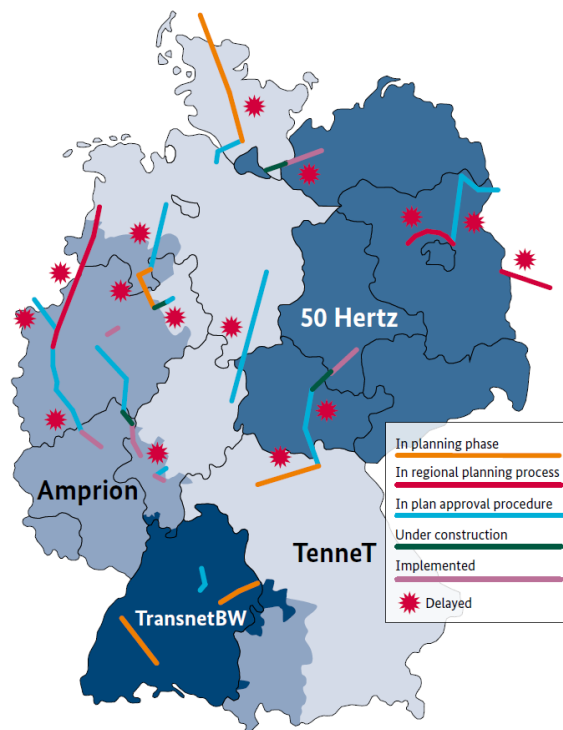 50 Hertz
Amprion
TenneT
TransnetBW
In planning phase
In regional planning process
In plan approval procedure
Under construction
Implemented
Delayed